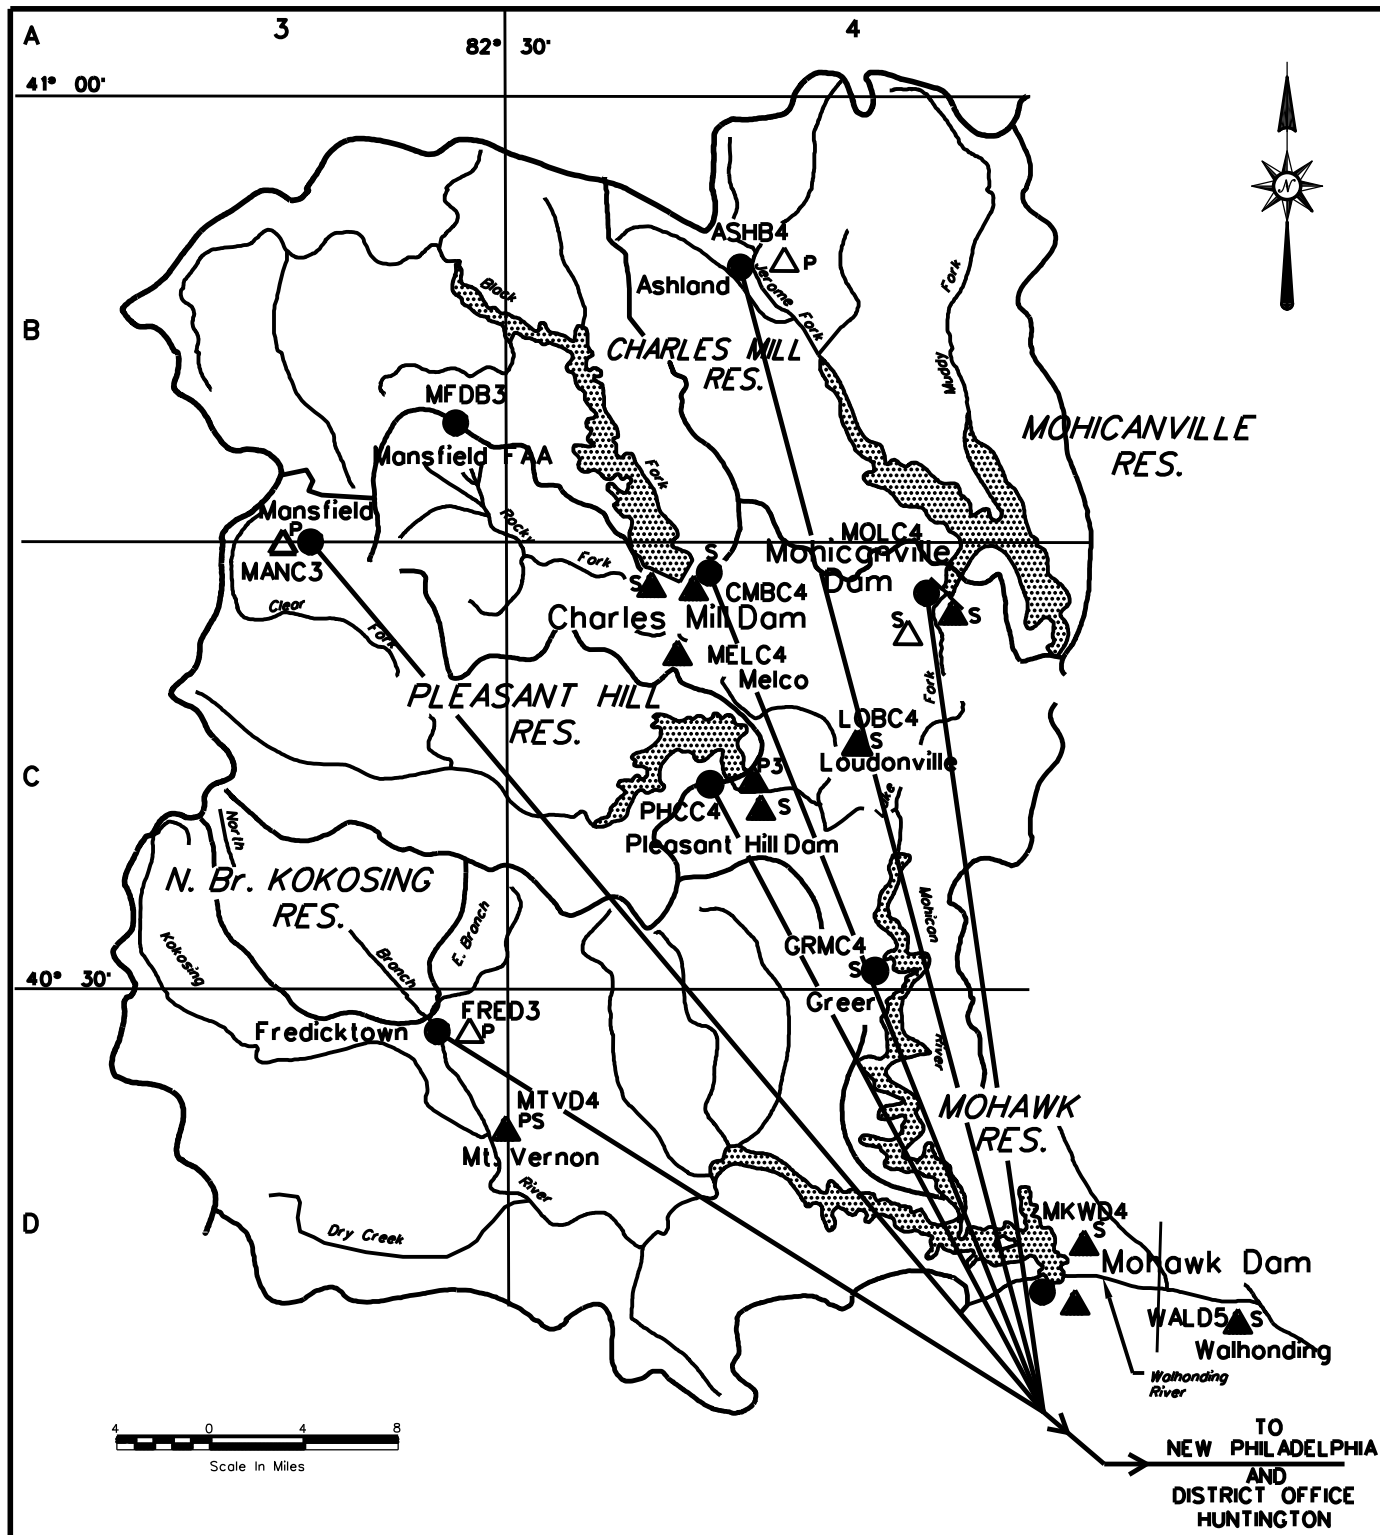 A
3
4
82° 30'
41° 00'
N
ASHB4
P
Ashland
Jerome Fork
Black
Fork
Muddy
B
CHARLES MILL
RES.
MFDB3
Mansfield FAA
MOHICANVILLE
RES.
Fork
Mansfield
P
MANC3
Rocky
Fork
MOLC4
Mohicanville
Dam
S
S
CMBC4
S
S
Clear
Fork
Charles Mill Dam
MELC4
Melco
Fork
PLEASANT HILL
RES.
LOBC4
S
Loudonville
C
P3
S
PHCC4
Pleasant Hill Dam
Lake
North
N. Br. KOKOSING
RES.
Mohican
E. Branch
Branch
Kokosing
GRMC4
S
Greer
40° 30'
FRED3
P
Fredicktown
River
MTVD4
PS
Mt. Vernon
MOHAWK
RES.
River
MKWD4
S
D
Dry Creek
Mohawk Dam
WALD5
S
Walhonding
Walhonding
River
4 0 4 8
Scale In Miles
TO
NEW PHILADELPHIA
AND
DISTRICT OFFICE
HUNTINGTON